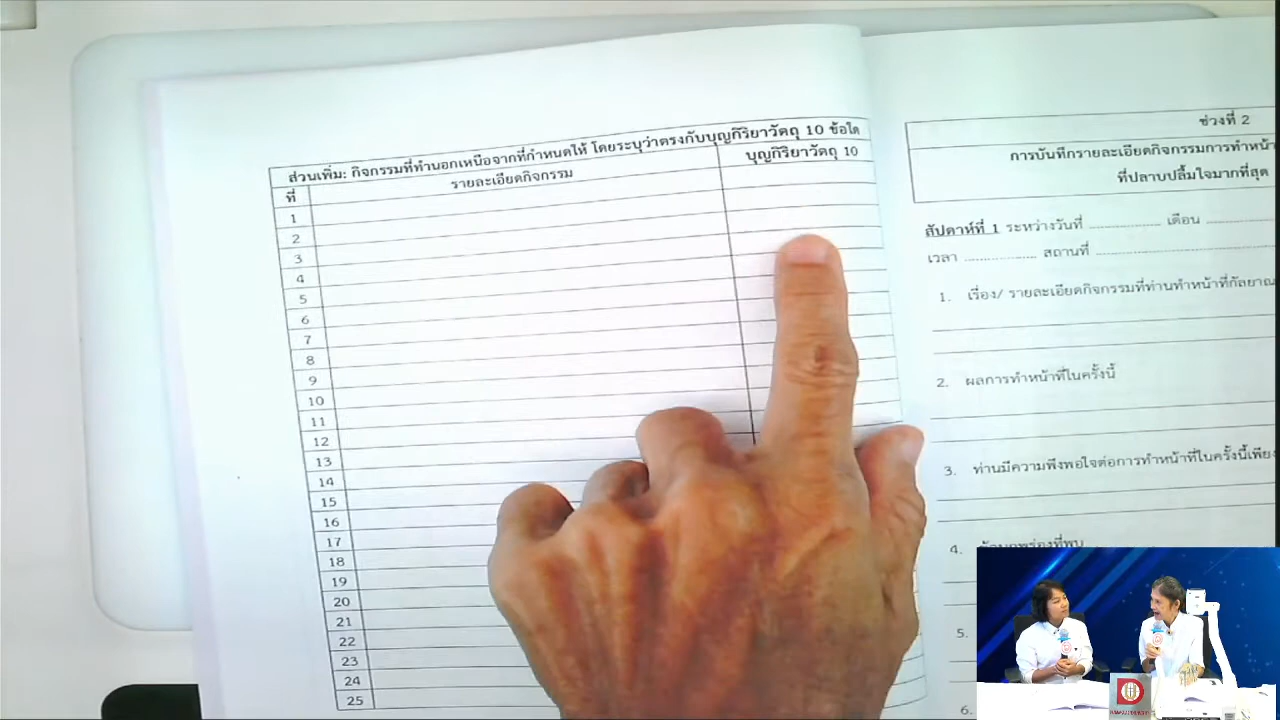 ส่วนเพิ่ม: กิจกรรมที่ทำนอกเหนือจากที่กำหนดให้ โดยระบุว่าตรงกับบุญกิริยาวัตถุ 10 ข้อใด
ที่ รายละเอียดกิจกรรม บุญกิริยาวัตถุ 10
1
2
3
4
5
6
7
8
9
10
11
12
13
14
15
16
17
18
19
20
21
22
23
24
25
ช่วงที่ 2
การบันทึกรายละเอียดกิจกรรมการทำหน้า
ที่ปลาบปลื้มใจมากที่สุด
สัปดาห์ที่ 1 ระหว่างวันที่ ............... เดือน ...............
เวลา ............... สถานที่ ...............
1. เรื่อง/ รายละเอียดกิจกรรมที่ท่านทำหน้าที่กัลยาณ
2. ผลการทำหน้าที่ในครั้งนี้
3. ท่านมีความพึงพอใจต่อการทำหน้าที่ในครั้งนี้เพียง
4.
5.
6.